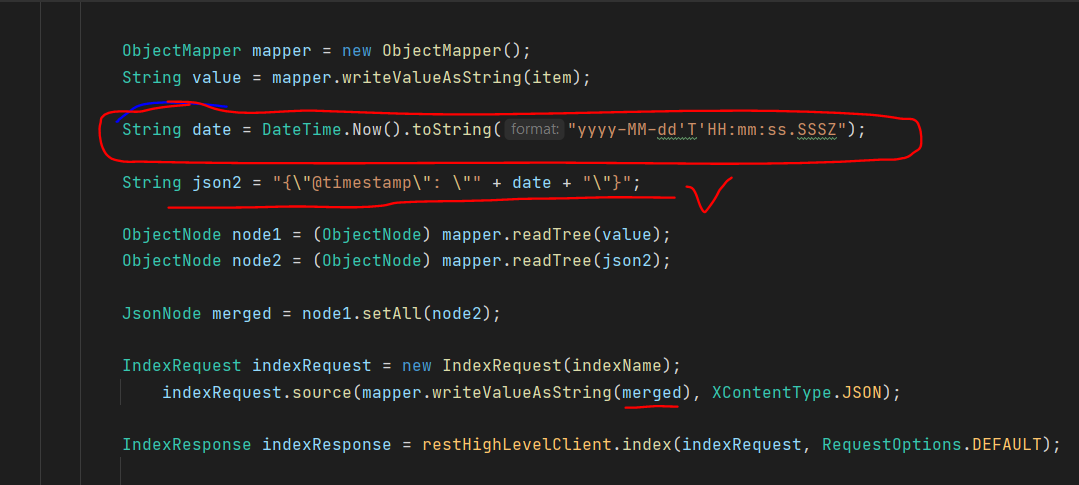 ObjectMapper mapper = new ObjectMapper();
String value = mapper.writeValueAsString(item);
String date = DateTime.Now().toString( format: "yyyy-MM-dd'T'HH:mm:ss.SSSZ");
String json2 = "{\"@timestamp\": \"" + date + "\"}";
ObjectNode node1 = (ObjectNode) mapper.readTree(value);
ObjectNode node2 = (ObjectNode) mapper.readTree(json2);
JsonNode merged = node1.setAll(node2);
IndexRequest indexRequest = new IndexRequest(indexName);
indexRequest.source(mapper.writeValueAsString(merged), XContentType.JSON);
IndexResponse indexResponse = restHighLevelClient.index(indexRequest, RequestOptions.DEFAULT);